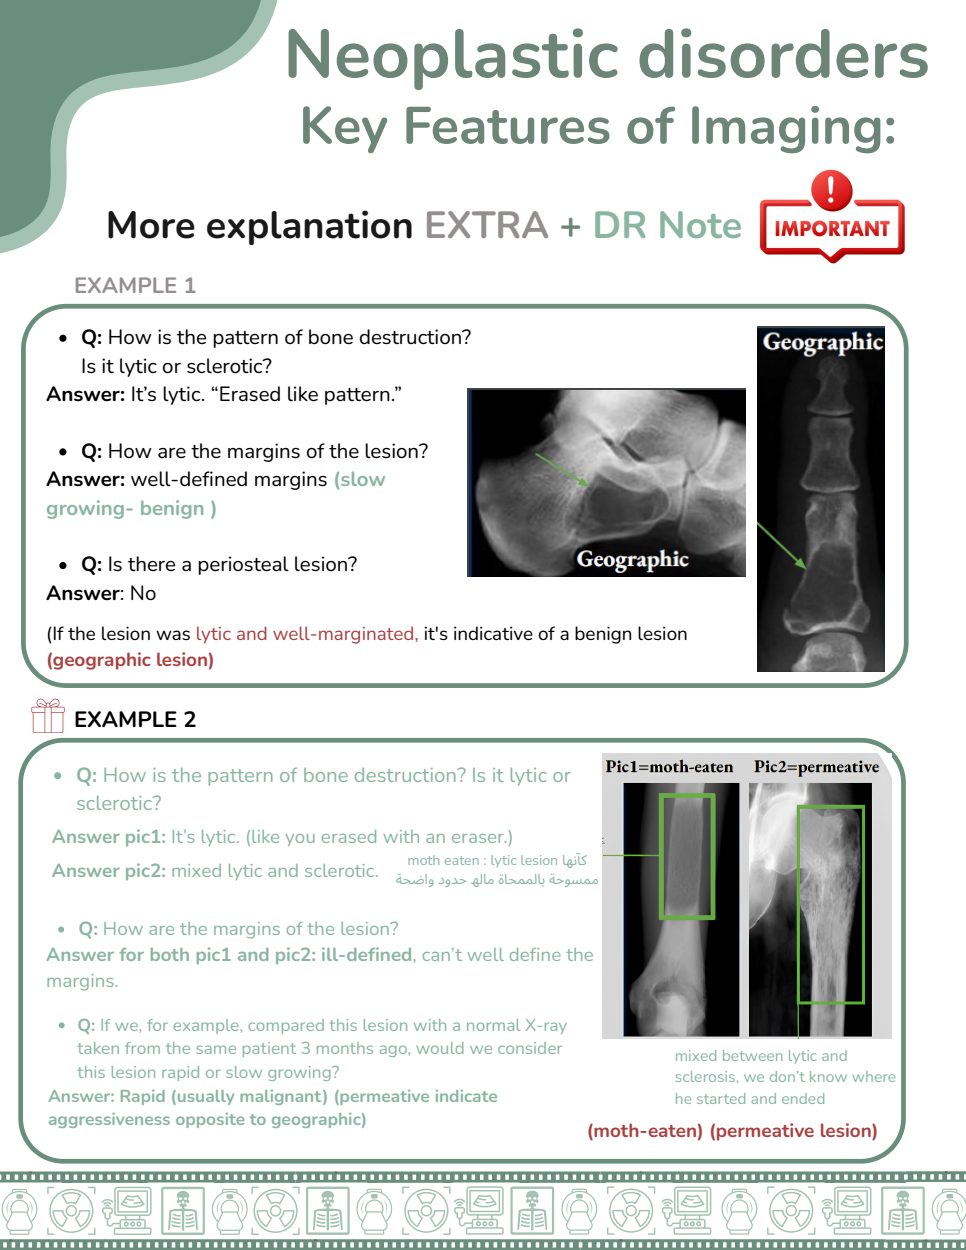 Neoplastic disorders
Key Features of Imaging:
More explanation EXTRA + DR Note
!
IMPORTANT
EXAMPLE 1
• Q: How is the pattern of bone destruction?
Is it lytic or sclerotic?
Answer: It’s lytic. “Erased like pattern.”
• Q: How are the margins of the lesion?
Answer: well-defined margins (slow
growing- benign )
• Q: Is there a periosteal lesion?
Answer: No
(If the lesion was lytic and well-marginated, it's indicative of a benign lesion
(geographic lesion)
Geographic
Geographic
EXAMPLE 2
• Q: How is the pattern of bone destruction? Is it lytic or
sclerotic?
Answer pic1: It’s lytic. (like you erased with an eraser.)
Answer pic2: mixed lytic and sclerotic.
moth eaten : lytic lesion كآنها
ممسوحة بالممحاة مالها حدود واضحة
• Q: How are the margins of the lesion?
Answer for both pic1 and pic2: ill-defined, can’t well define the
margins.
• Q: If we, for example, compared this lesion with a normal X-ray
taken from the same patient 3 months ago, would we consider
this lesion rapid or slow growing?
Answer: Rapid (usually malignant) (permeative indicate
aggressiveness opposite to geographic)
Pic1=moth-eaten Pic2=permeative
mixed between lytic and
sclerosis, we don’t know where
he started and ended
(moth-eaten) (permeative lesion)